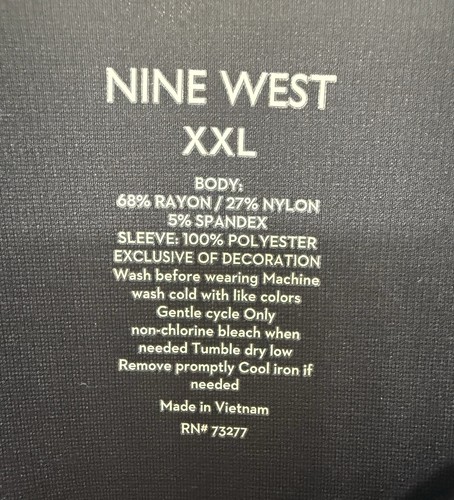 NINE WEST
XXL
BODY:
68% RAYON / 27% NYLON
5% SPANDEX
SLEEVE: 100% POLYESTER
EXCLUSIVE OF DECORATION
Wash before wearing Machine
wash cold with like colors
Gentle cycle Only
non-chlorine bleach when
needed Tumble dry low
Remove promptly Cool iron if
needed
Made in Vietnam
RN# 73277